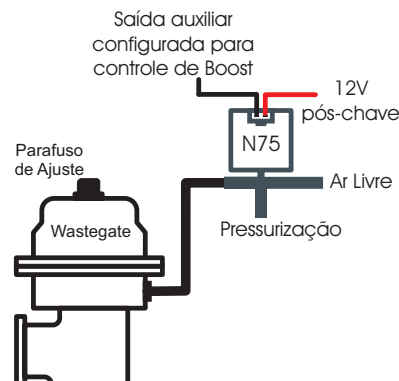 Saída auxiliar
configurada para
controle de Boost
12V
pós-chave
N75
Parafuso
de Ajuste
Ar Livre
Wastegate
Pressurização